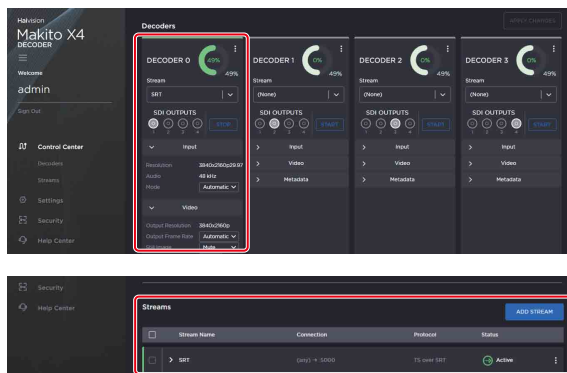 Haivision
Makito X4
DECODER
Welcome
admin
Sign Out
Control Center
Decoders
Streams
Settings
Security
Help Center
Decoders
APPLY CHANGES
DECODER 0
49%
49%
Stream
SRT
SDI OUTPUTS
1 2 3 4
STOP
Input
Resolution 3840x2160p29.97
Audio 48 kHz
Mode Automatic
Video
Output Resolution 3840x2160p
Output Frame Rate Automatic
Still Image Mute
DECODER 1
0%
49%
Stream
(None)
SDI OUTPUTS
1 2 3 4
START
Input
Video
Metadata
DECODER 2
0%
49%
Stream
(None)
SDI OUTPUTS
1 2 3 4
START
Input
Video
Metadata
DECODER 3
0%
49%
Stream
(None)
SDI OUTPUTS
1 2 3 4
START
Input
Video
Metadata
Security
Help Center
Streams
ADD STREAM
Stream Name Connection Protocol Status
SRT (any) → :5000 TS over SRT Active